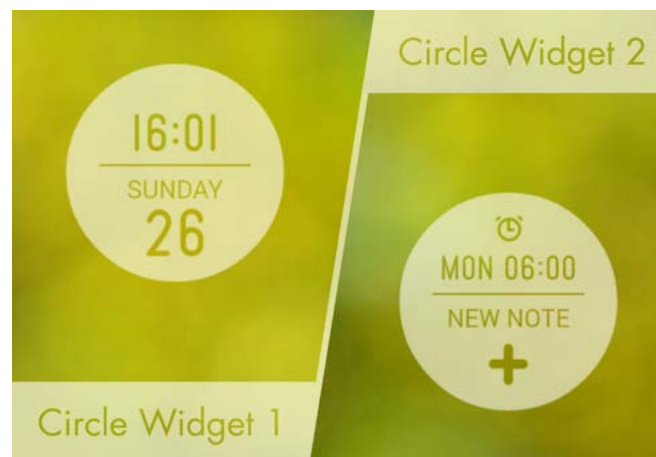 16:01
SUNDAY
26
Circle Widget 1
Circle Widget 2
MON 06:00
NEW NOTE
+